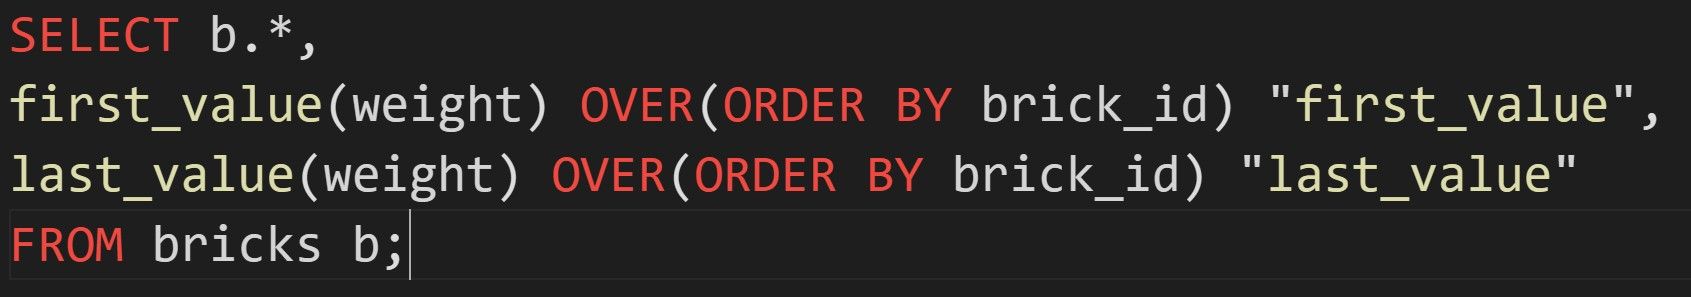 SELECT b.*,
first_value(weight) OVER(ORDER BY brick_id) "first_value",
last_value(weight) OVER(ORDER BY brick_id) "last_value"
FROM bricks b;